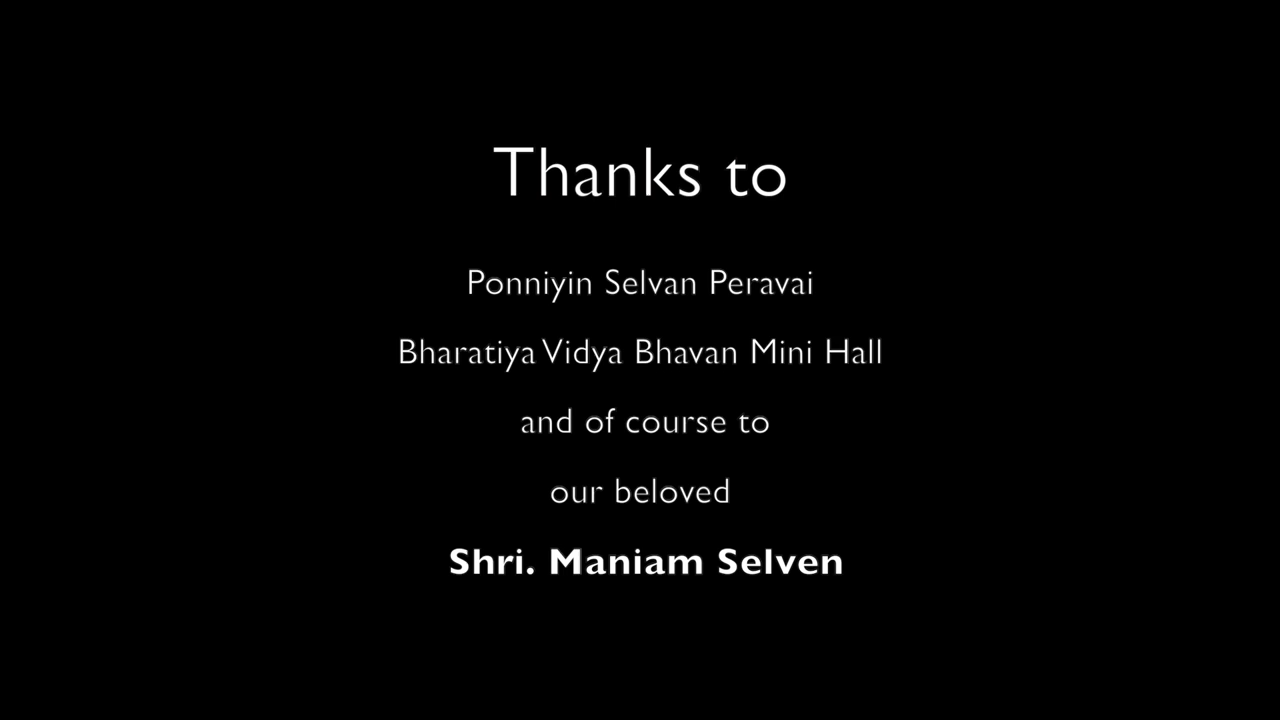 Thanks to
Ponniyin Selvan Peravai
Bharatiya Vidya Bhavan Mini Hall
and of course to
our beloved
Shri. Maniam Selven